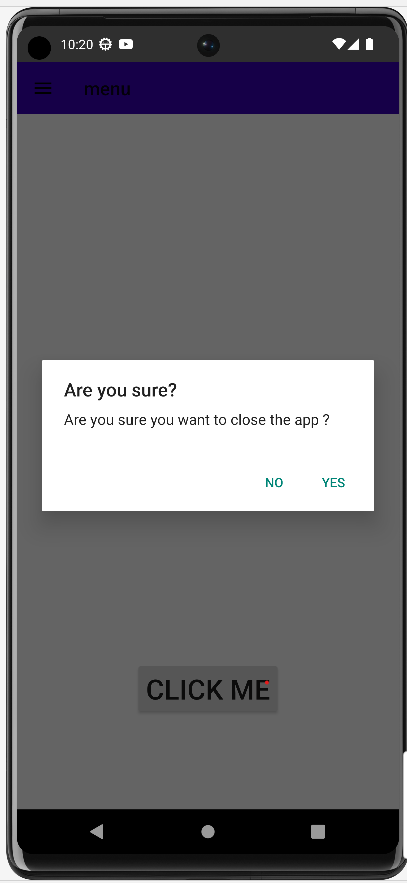 10:20
menu
Are you sure?
Are you sure you want to close the app ?
NO YES
CLICK ME